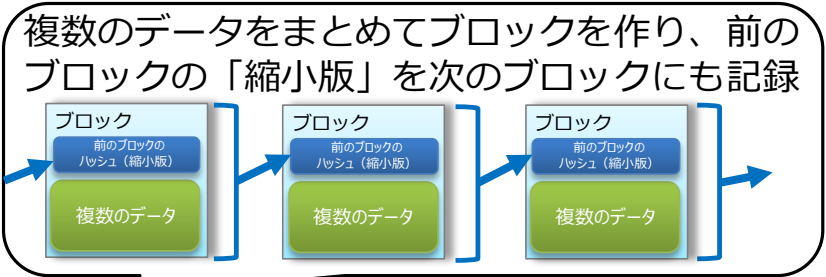 複数のデータをまとめてブロックを作り、前の
ブロックの「縮小版」を次のブロックにも記録
ブロック
前のブロックの
ハッシュ（縮小版）
複数のデータ
ブロック
前のブロックの
ハッシュ（縮小版）
複数のデータ
ブロック
前のブロックの
ハッシュ（縮小版）
複数のデータ